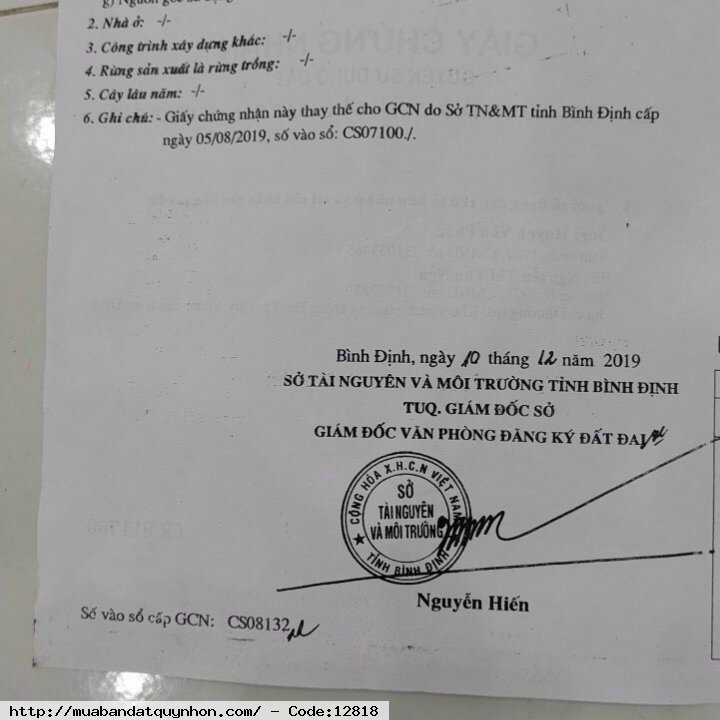 2. Nhà ở: -/-
3. Công trình xây dựng khác: -/-
4. Rừng sản xuất là rừng trồng: -/-
5. Cây lâu năm: -/-
6. Ghi chú: - Giấy chứng nhận này thay thế cho GCN do Sở TN&MT tỉnh Bình Định cấp
ngày 05/08/2019, số vào sổ: CS07100./.
Bình Định, ngày 10 tháng 12 năm 2019
SỞ TÀI NGUYÊN VÀ MÔI TRƯỜNG TỈNH BÌNH ĐỊNH
TUQ. GIÁM ĐỐC SỞ
GIÁM ĐỐC VĂN PHÒNG ĐĂNG KÝ ĐẤT ĐAI
CỘNG HÒA X.H.C.N VIỆT NAM
SỞ
TÀI NGUYÊN
VÀ MÔI TRƯỜNG
TỈNH BÌNH ĐỊNH
Nguyễn Hiến
Số vào sổ cấp GCN: CS08132
http://muabandatquynhon.com/ - Code:12818